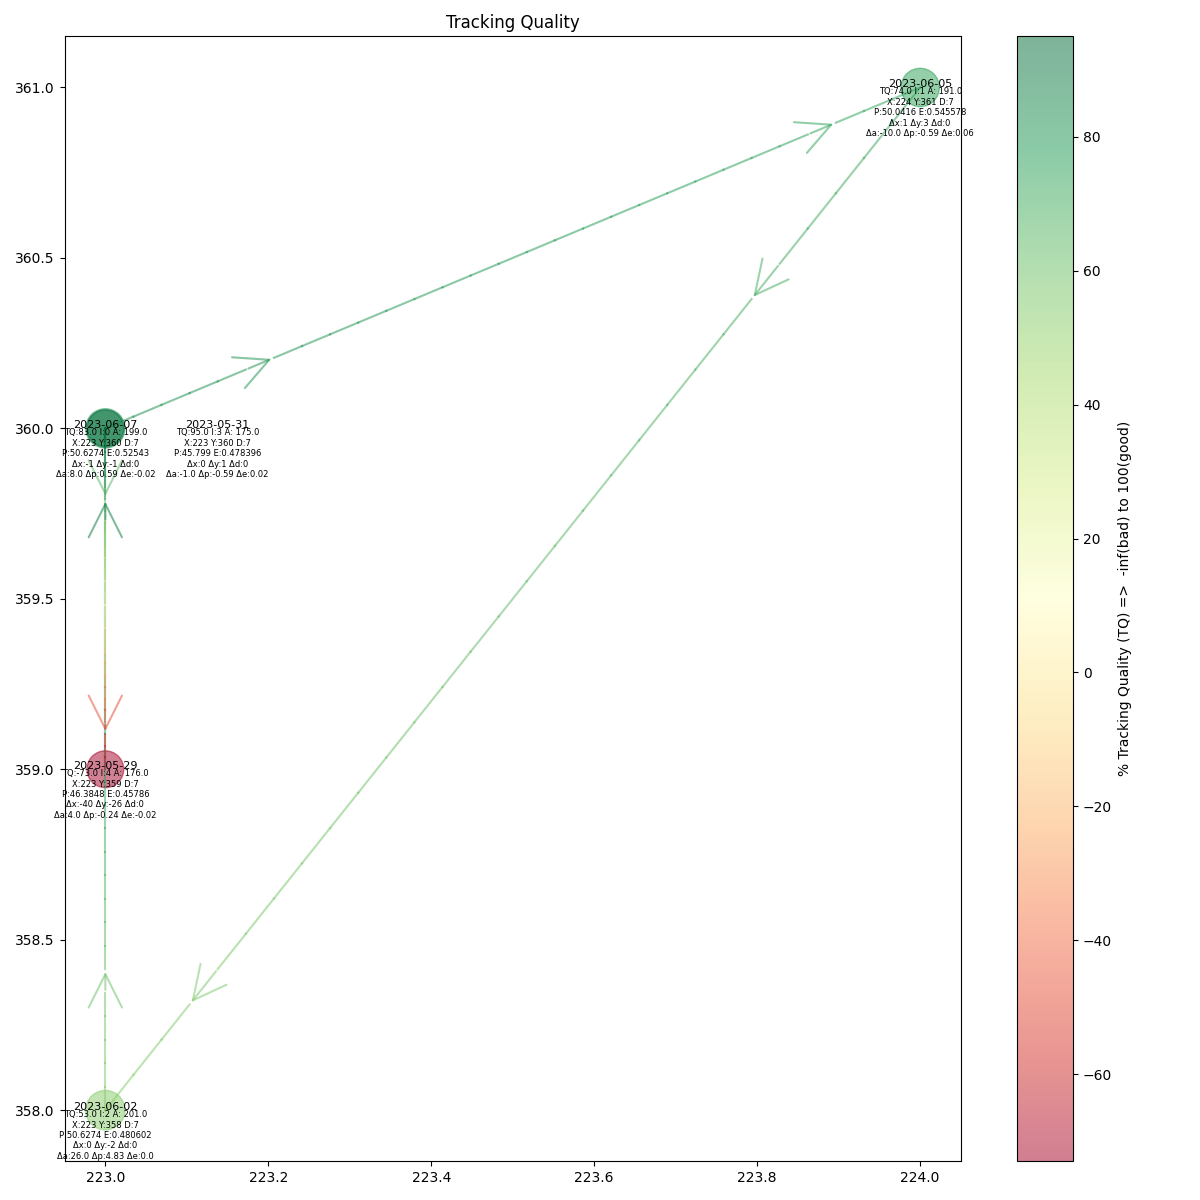 Tracking Quality
361.0
360.5
360.0
359.5
359.0
358.5
358.0
2023-06-05
TQ:74.0 I:1 A: 191.0
X:224 Y:361 D:7
P:50.0416 E:0.545578
Δx:1 Δy:3 Δd:0
Δa:-10.0 Δp:-0.59 Δe:0.06
2023-06-07
TQ:83.0 I:0 A: 199.0
X:223 Y:360 D:7
P:50.6274 E:0.52543
Δx:-1 Δy:-1 Δd:0
Δa:8.0 Δp:0.59 Δe:-0.02
2023-05-31
TQ:95.0 I:3 A: 175.0
X:223 Y:360 D:7
P:45.799 E:0.478396
Δx:0 Δy:1 Δd:0
Δa:-1.0 Δp:-0.59 Δe:0.02
2023-05-29
TQ:-73.0 I:4 A: 176.0
X:223 Y:359 D:7
P:46.3848 E:0.45786
Δx:-40 Δy:-26 Δd:0
Δa:4.0 Δp:-0.24 Δe:-0.02
2023-06-02
TQ:53.0 I:2 A: 201.0
X:223 Y:358 D:7
P:50.6274 E:0.480602
Δx:0 Δy:-2 Δd:0
Δa:26.0 Δp:4.83 Δe:0.0
223.0 223.2 223.4 223.6 223.8 224.0
80
60
40
20
0
−20
−40
−60
% Tracking Quality (TQ) => -inf(bad) to 100(good)